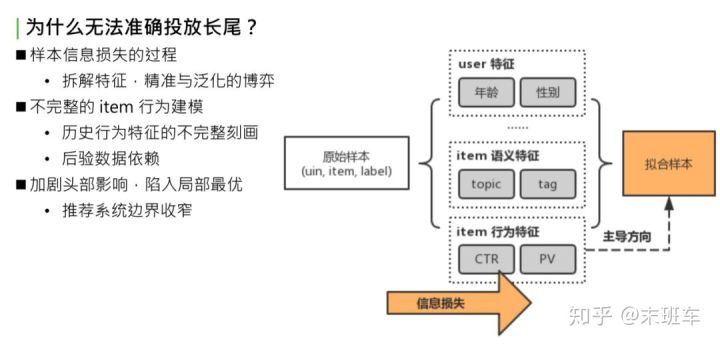 为什么无法准确投放长尾？
■ 样本信息损失的过程
• 拆解特征，精准与泛化的博弈
■ 不完整的 item 行为建模
• 历史行为特征的不完整刻画
• 后验数据依赖
■ 加剧头部影响，陷入局部最优
• 推荐系统边界收窄
原始样本
(uin, item, label)
user 特征
年龄
性别
......
item 语义特征
topic
tag
item 行为特征
CTR
PV
拟合样本
主导方向
信息损失
知乎 @末班车